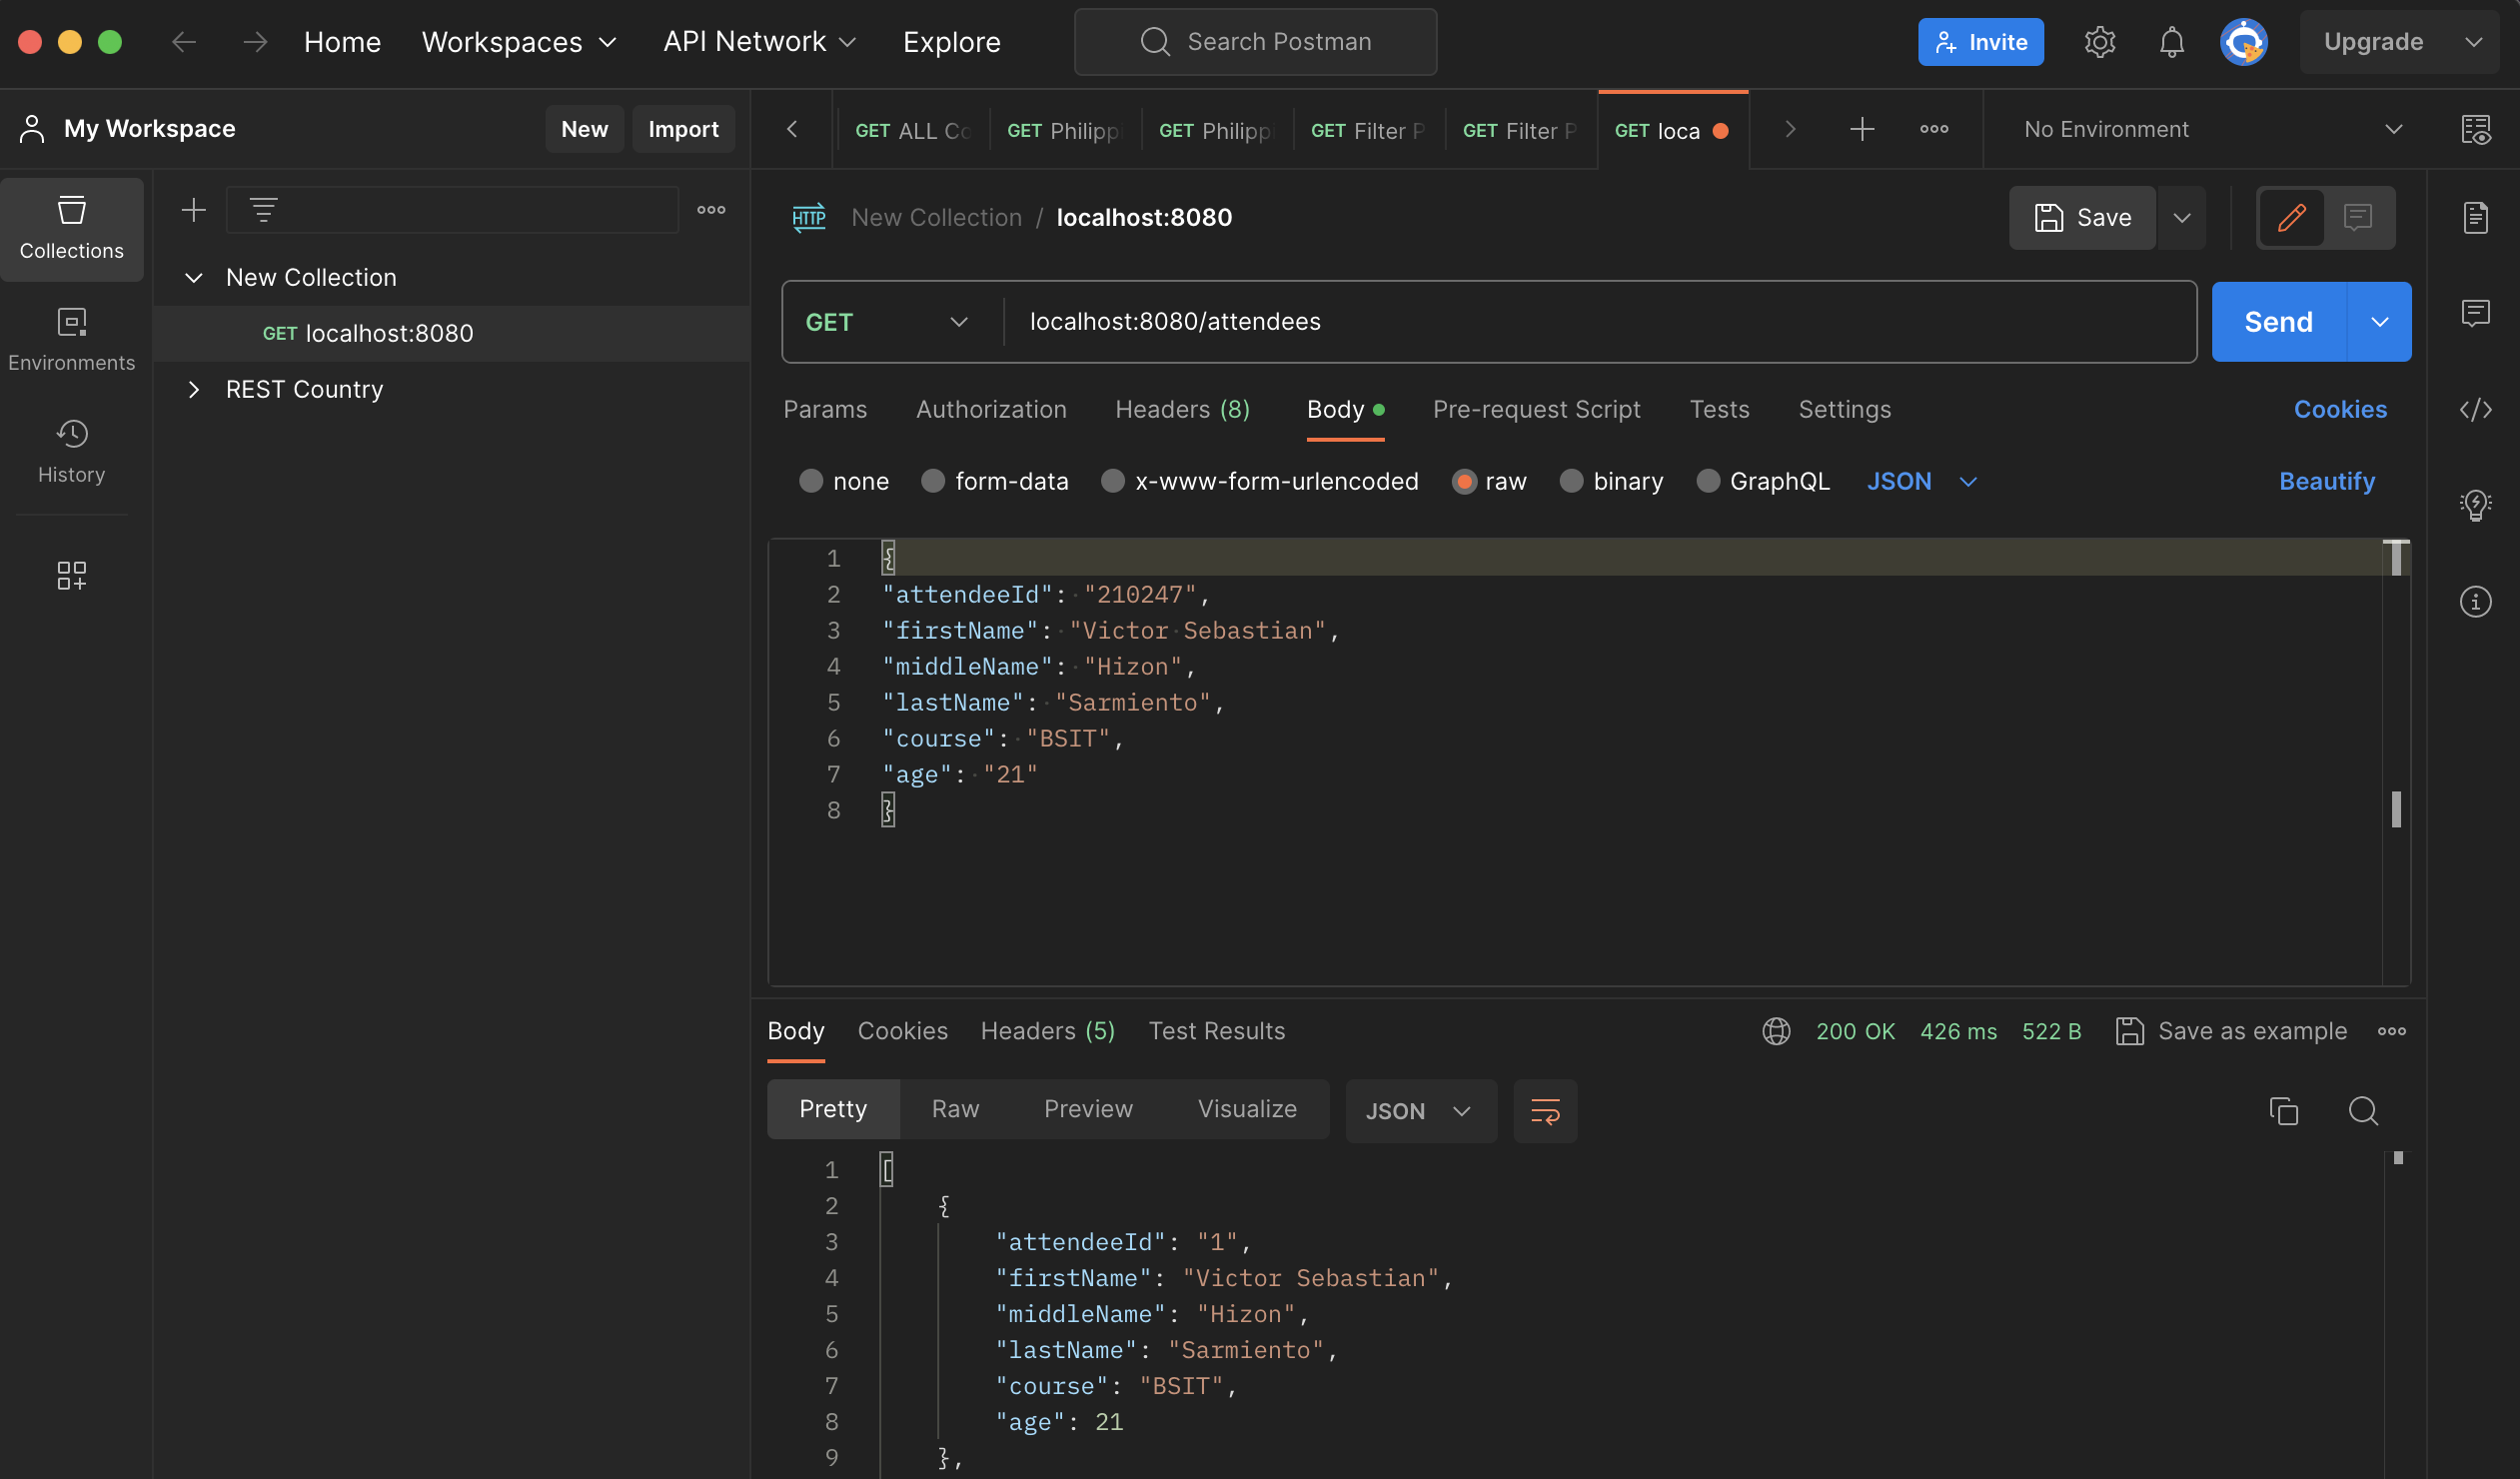 Home Workspaces API Network Explore Search Postman Invite Upgrade
My Workspace New Import
GET ALL Co GET Philipp GET Philipp GET Filter P GET Filter P GET loca No Environment
Collections
Environments
History
New Collection
GET localhost:8080
REST Country
HTTP New Collection / localhost:8080 Save
GET localhost:8080/attendees Send
Params Authorization Headers (8) Body Pre-request Script Tests Settings Cookies
none form-data x-www-form-urlencoded raw binary GraphQL JSON Beautify
1 {
2 "attendeeId": "210247",
3 "firstName": "Victor Sebastian",
4 "middleName": "Hizon",
5 "lastName": "Sarmiento",
6 "course": "BSIT",
7 "age": "21"
8 }
Body Cookies Headers (5) Test Results 200 OK 426 ms 522 B Save as example
Pretty Raw Preview Visualize JSON
1 [
2 {
3 "attendeeId": "1",
4 "firstName": "Victor Sebastian",
5 "middleName": "Hizon",
6 "lastName": "Sarmiento",
7 "course": "BSIT",
8 "age": 21
9 },